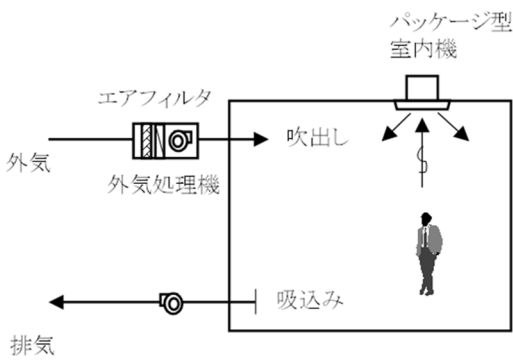 パッケージ型
室内機
エアフィルタ
外気
吹出し
外気処理機
吸込み
排気